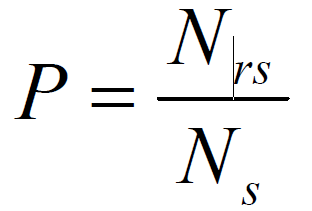 P = N_rs / N_s